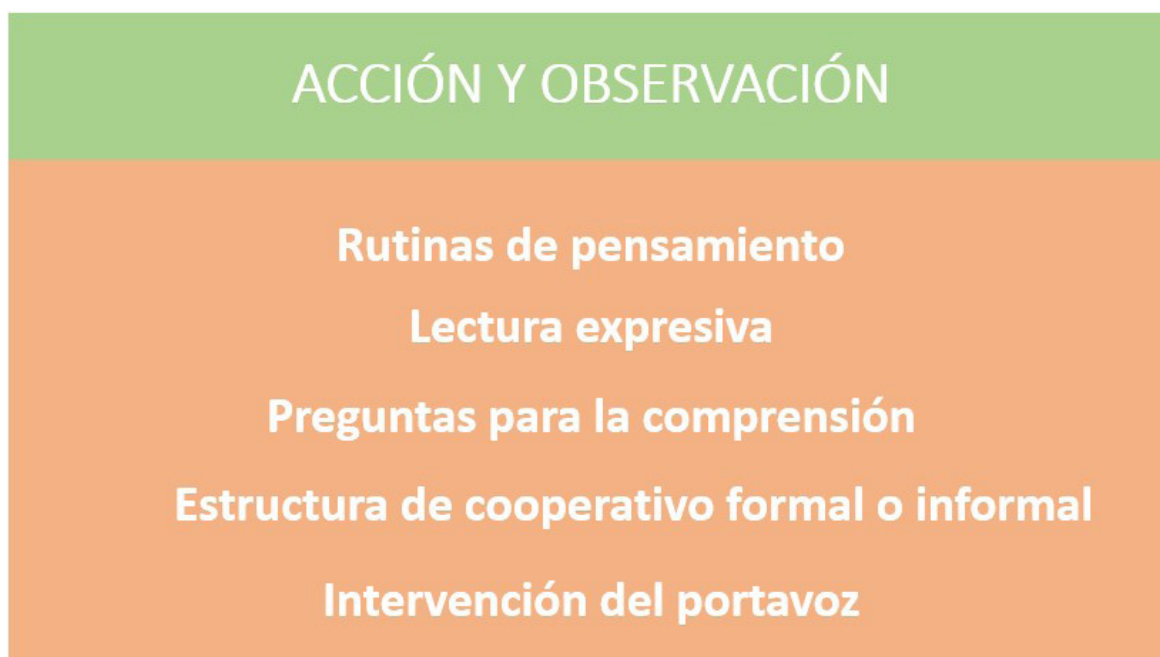 ACCIÓN Y OBSERVACIÓN
Rutinas de pensamiento
Lectura expresiva
Preguntas para la comprensión
Estructura de cooperativo formal o informal
Intervención del portavoz